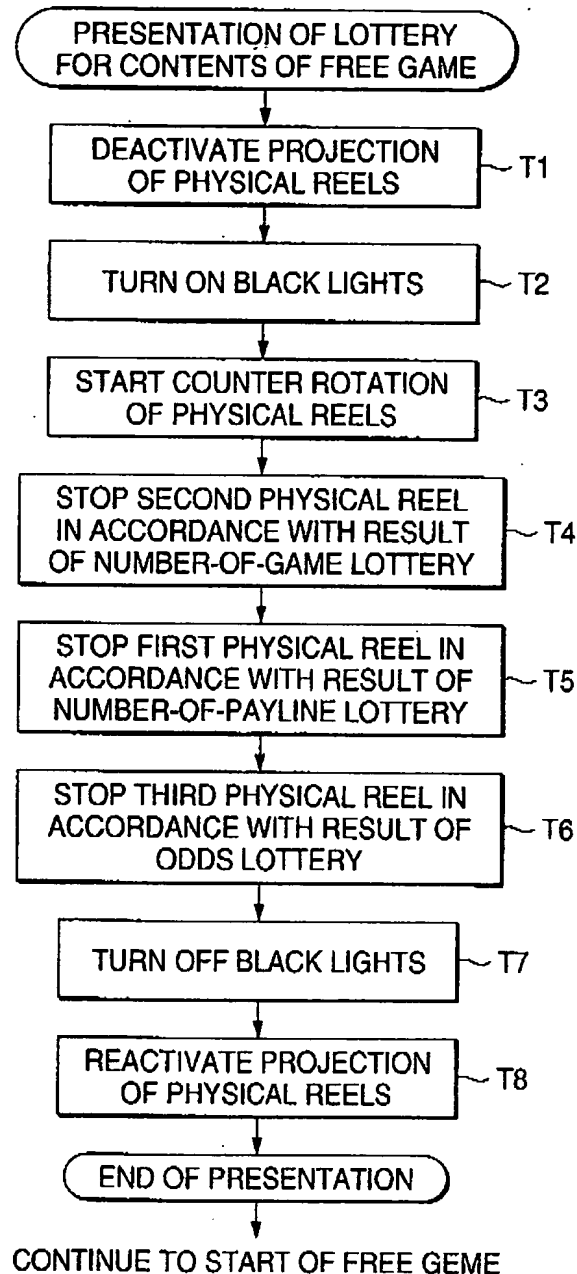 PRESENTATION OF LOTTERY
FOR CONTENTS OF FREE GAME
DEACTIVATE PROJECTION
OF PHYSICAL REELS
T1
TURN ON BLACK LIGHTS
T2
START COUNTER ROTATION
OF PHYSICAL REELS
T3
STOP SECOND PHYSICAL REEL
IN ACCORDANCE WITH RESULT
OF NUMBER-OF-GAME LOTTERY
T4
STOP FIRST PHYSICAL REEL IN
ACCORDANCE WITH RESULT OF
NUMBER-OF-PAYLINE LOTTERY
T5
STOP THIRD PHYSICAL REEL IN
ACCORDANCE WITH RESULT OF
ODDS LOTTERY
T6
TURN OFF BLACK LIGHTS
T7
REACTIVATE PROJECTION
OF PHYSICAL REELS
T8
END OF PRESENTATION
CONTINUE TO START OF FREE GEME